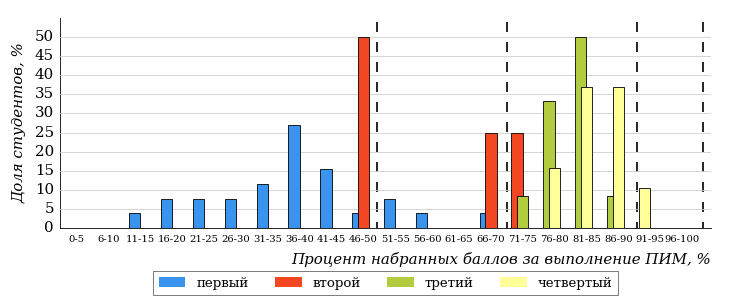 Доля студентов, %
50
45
40
35
30
25
20
15
10
5
0
0-5 6-10 11-15 16-20 21-25 26-30 31-35 36-40 41-45 46-50 51-55 56-60 61-65 66-70 71-75 76-80 81-85 86-90 91-95 96-100
Процент набранных баллов за выполнение ПИМ, %
первый второй третий четвертый